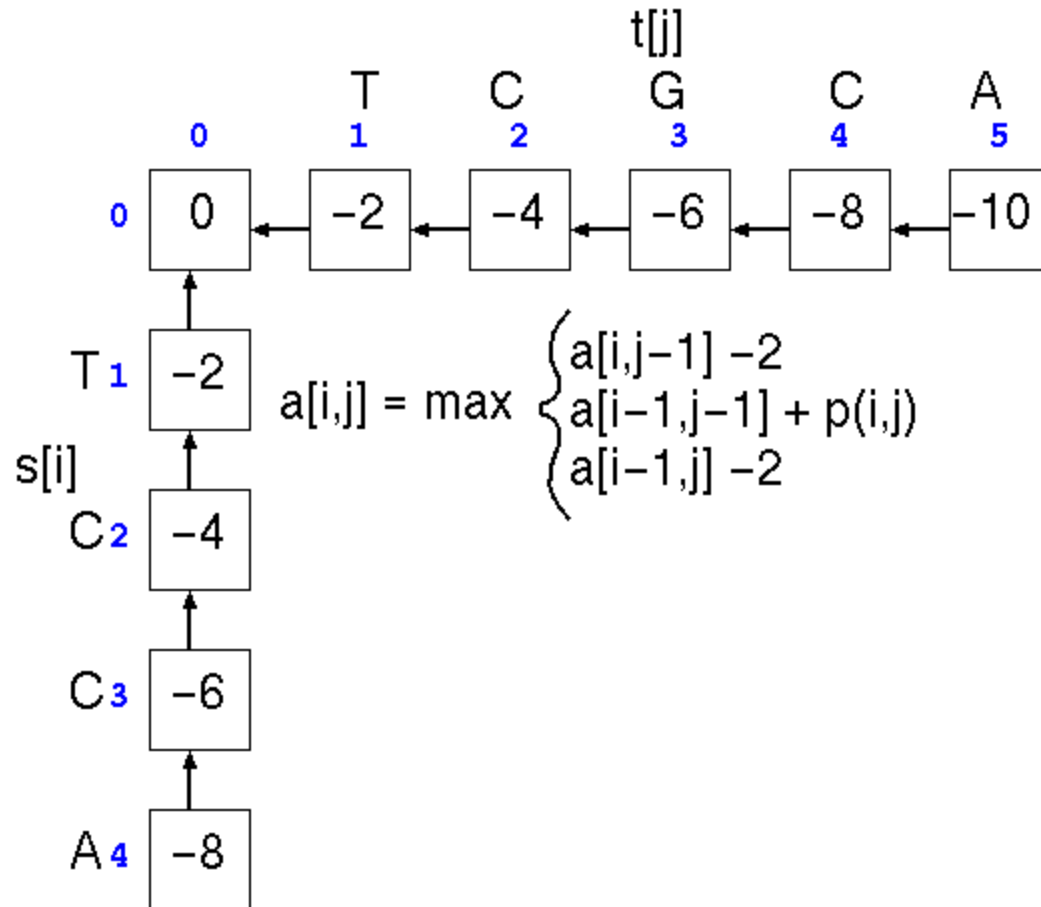 t[j]
T C G C A
0 1 2 3 4 5
0 0 −2 −4 −6 −8 −10
a[i,j−1] −2
T 1 −2 a[i,j] = max a[i−1,j−1] + p(i,j)
s[i] a[i−1,j] −2
C 2 −4
C 3 −6
A 4 −8